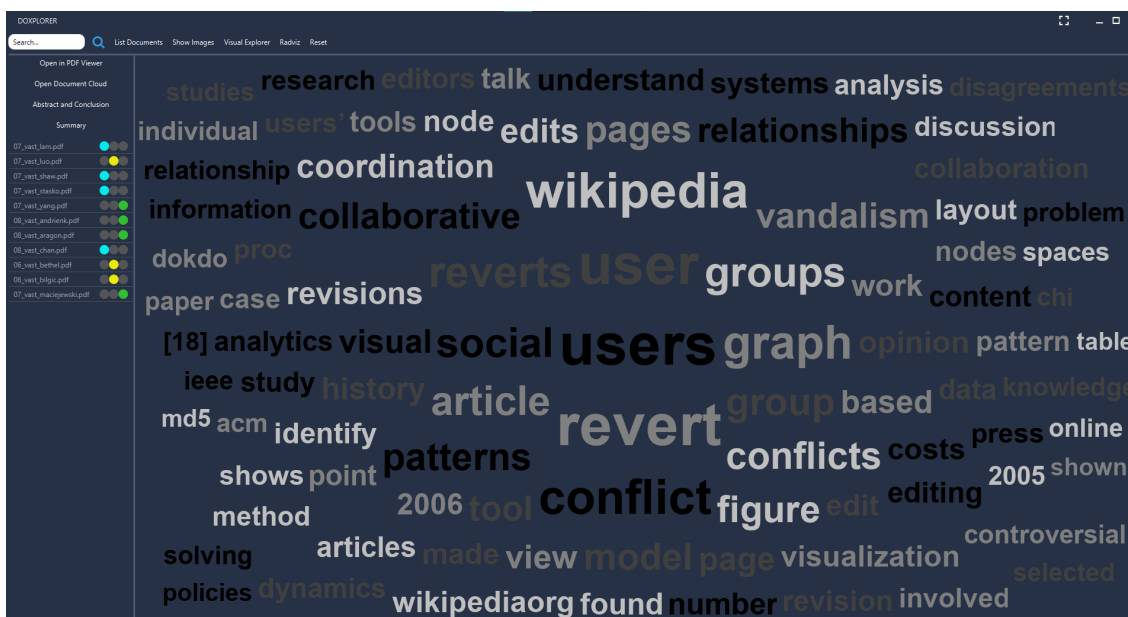 DOXPLORER
Search... List Documents Show Images Visual Explorer Radviz Reset
Open in PDF Viewer
Open Document Cloud
Abstract and Conclusion
Summary
07_vast_lam.pdf
07_vast_luo.pdf
07_vast_shaw.pdf
07_vast_stasko.pdf
07_vast_yang.pdf
08_vast_andrienk.pdf
08_vast_aragon.pdf
08_vast_chan.pdf
06_vast_bethel.pdf
06_vast_bilgic.pdf
07_vast_maciejewski.pdf
studies research editors talk understand systems analysis disagreements
individual users' tools node edits pages relationships discussion
relationship coordination wikipedia collaboration
information collaborative vandalism layout problem
dokdo proc reverts user groups nodes spaces
paper case revisions work content chi
[18] analytics visual social users graph opinion pattern table
ieee study history article revert group based data knowledge
md5 acm identify patterns conflicts costs press online
shows point 2006 tool conflict figure edit editing 2005 shown
method controversial
solving articles made view model page visualization selected
policies dynamics wikipediaorg found number revision involved